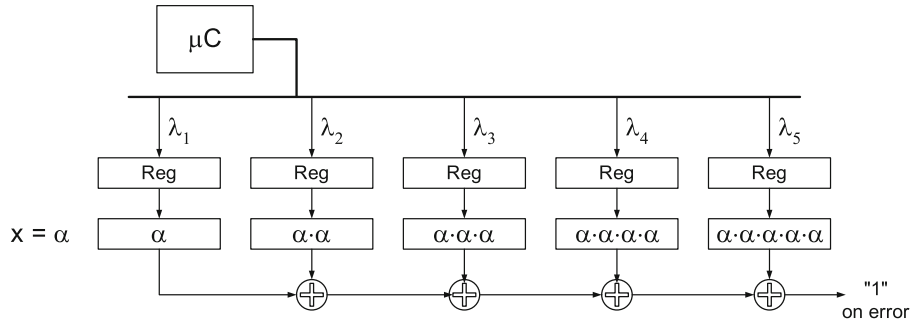 μC
λ1 λ2 λ3 λ4 λ5
Reg Reg Reg Reg Reg
x = α α α·α α·α·α α·α·α·α α·α·α·α·α
"1"
on error